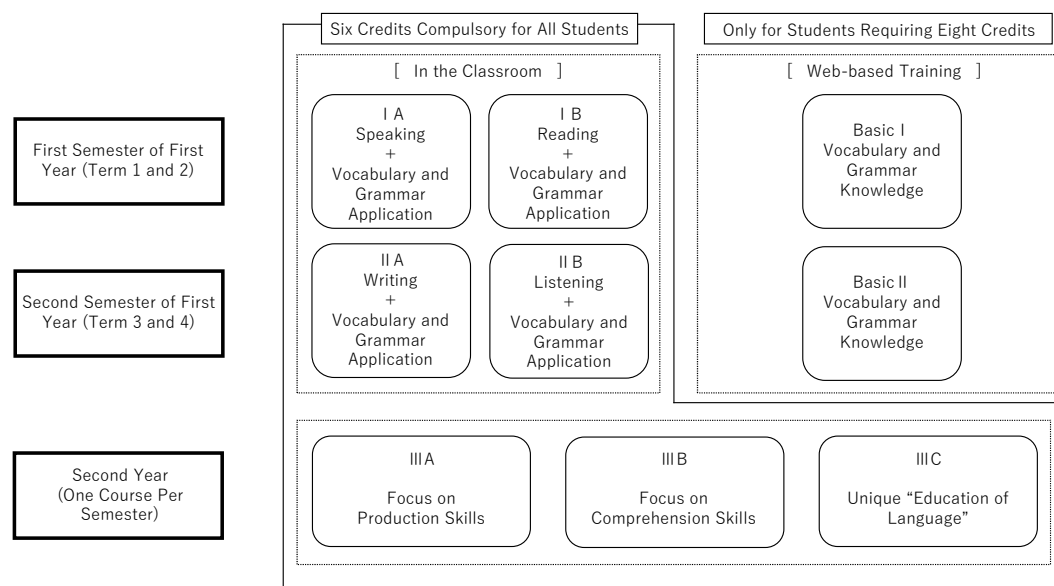 Six Credits Compulsory for All Students
Only for Students Requiring Eight Credits
[ In the Classroom ]
[ Web-based Training ]
First Semester of First
Year (Term 1 and 2)
I A
Speaking
+
Vocabulary and
Grammar
Application
I B
Reading
+
Vocabulary and
Grammar
Application
Basic I
Vocabulary and
Grammar
Knowledge
Second Semester of First
Year (Term 3 and 4)
II A
Writing
+
Vocabulary and
Grammar
Application
II B
Listening
+
Vocabulary and
Grammar
Application
Basic II
Vocabulary and
Grammar
Knowledge
Second Year
(One Course Per
Semester)
III A
Focus on
Production Skills
III B
Focus on
Comprehension Skills
III C
Unique “Education of
Language”